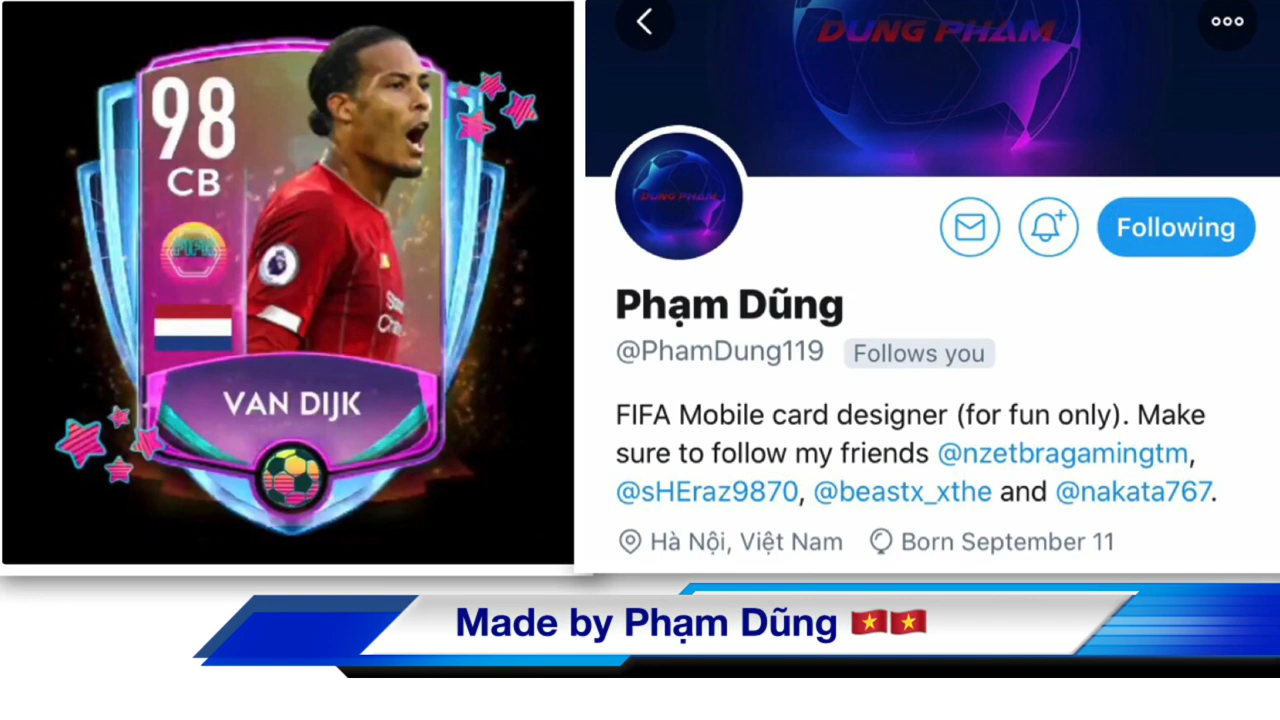 98
CB
FIFA
VAN DIJK
DUNG PHAM
DUNG PHAM
Following
Phạm Dũng
@PhamDung119 Follows you
FIFA Mobile card designer (for fun only). Make
sure to follow my friends @nzetbragamingtm,
@sHEraz9870, @beastx_xthe and @nakata767.
Hà Nội, Việt Nam Born September 11
Made by Phạm Dũng 🇻🇳🇻🇳